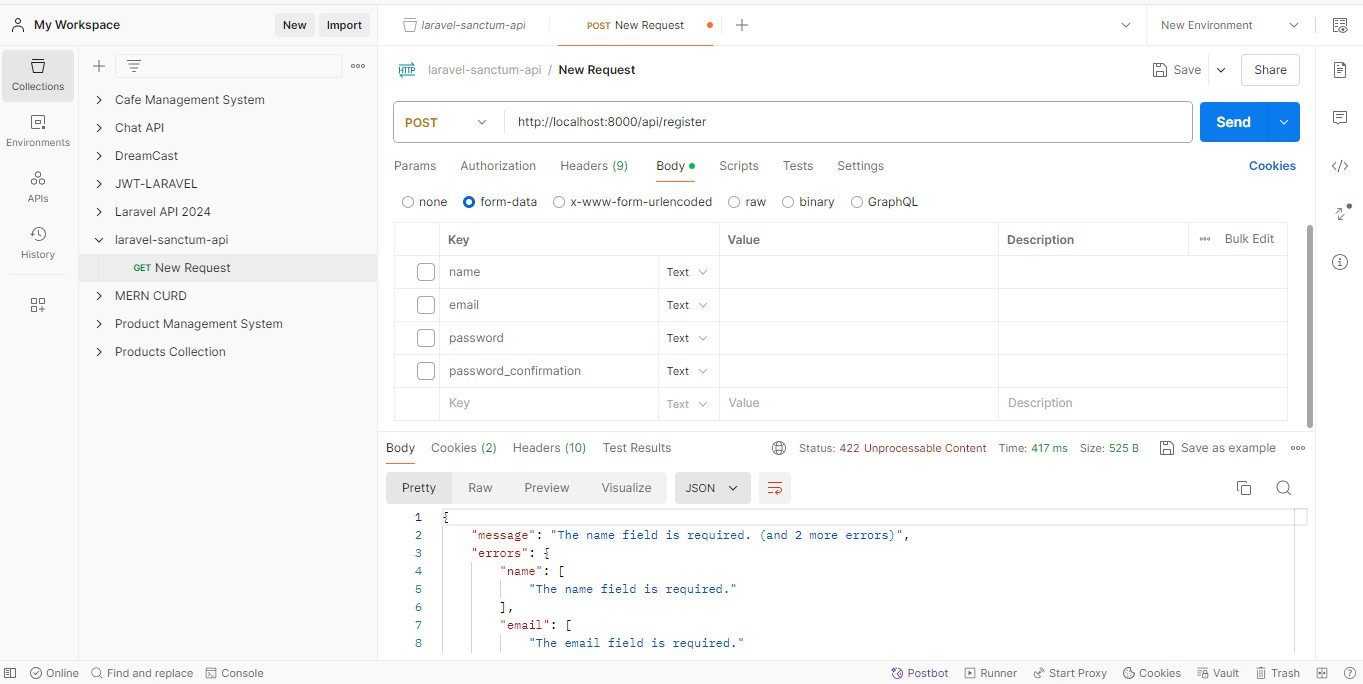 My Workspace New Import laravel-sanctum-api POST New Request New Environment
Collections
Environments
APIs
History
Cafe Management System
Chat API
DreamCast
JWT-LARAVEL
Laravel API 2024
laravel-sanctum-api
GET New Request
MERN CURD
Product Management System
Products Collection
HTTP laravel-sanctum-api / New Request Save Share
POST http://localhost:8000/api/register Send
Params Authorization Headers (9) Body Scripts Tests Settings Cookies
none form-data x-www-form-urlencoded raw binary GraphQL
Key Value Description Bulk Edit
name Text
email Text
password Text
password_confirmation Text
Key Text Value Description
Body Cookies (2) Headers (10) Test Results Status: 422 Unprocessable Content Time: 417 ms Size: 525 B Save as example
Pretty Raw Preview Visualize JSON
1 {
2 "message": "The name field is required. (and 2 more errors)",
3 "errors": {
4 "name": [
5 "The name field is required."
6 ],
7 "email": [
8 "The email field is required."
Online Find and replace Console Postbot Runner Start Proxy Cookies Vault Trash